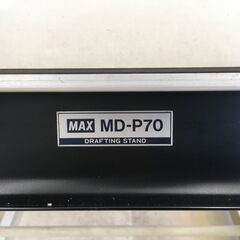 MAX MD-P70
DRAFTING STAND